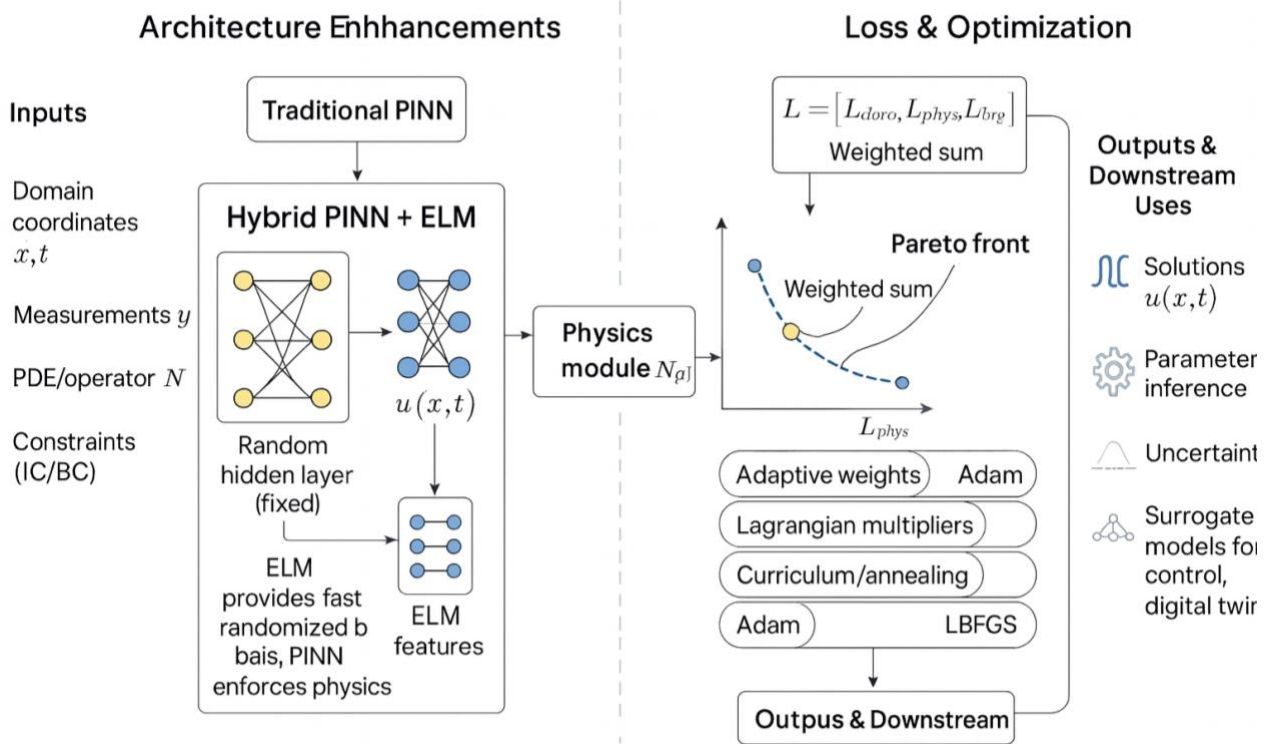 Architecture Enhhancements
Loss & Optimization
Inputs
Domain
coordinates
x,t
Measurements y
PDE/operator N
Constraints
(IC/BC)
Traditional PINN
Hybrid PINN + ELM
u(x,t)
Random
hidden layer
(fixed)
ELM
provides fast
randomized b
bais, PINN
enforces physics
ELM
features
Physics
module
L = [L_doro, L_phys, L_brg]
Weighted sum
Pareto front
Weighted sum
L_phys
Adaptive weights Adam
Lagrangian multipliers
Curriculum/annealing
Adam LBFGS
Outpus & Downstream
Outputs &
Downstream
Uses
Solutions
u(x,t)
Parameter
inference
Uncertaint
Surrogate
models for
control,
digital twin